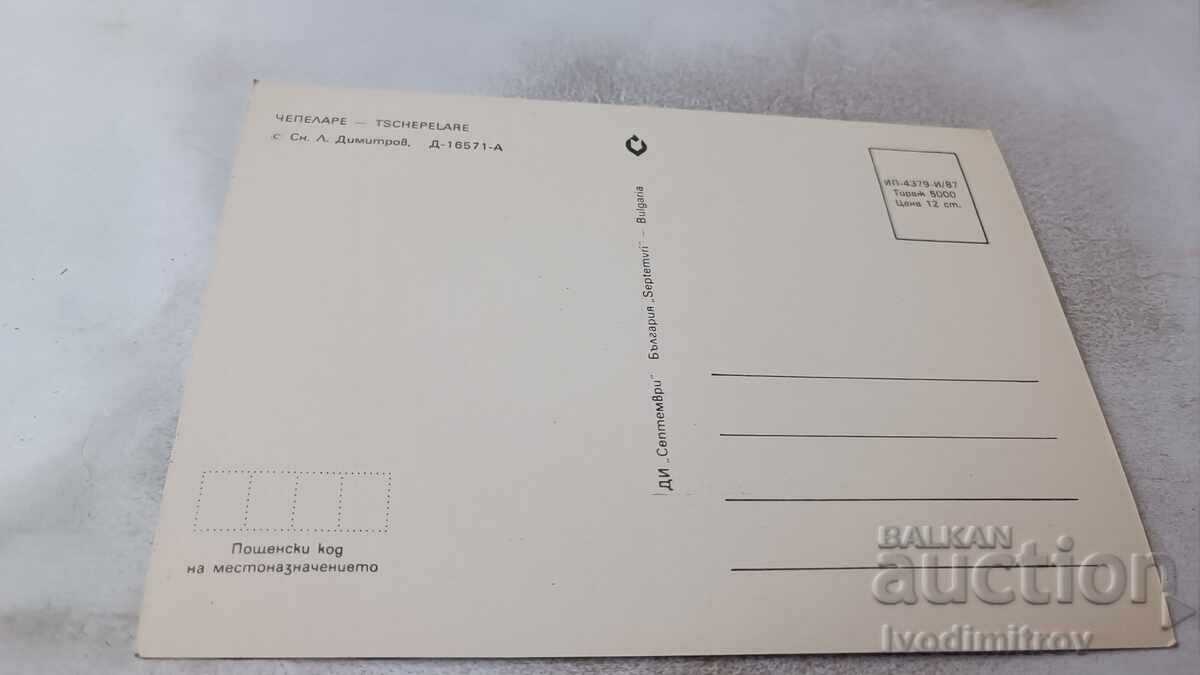 ЧЕПЕЛАРЕ — TSCHEPELARE
с Сн. Л. Димитров, Д-16571-А
ИП-4379-И/87
Тираж 5000
Цена 12 ст.
ДИ „Септември" България „Septemvri" — Bulgaria
Пощенски код
на местоназначението
BALKAN
auction
Ivodimitrov